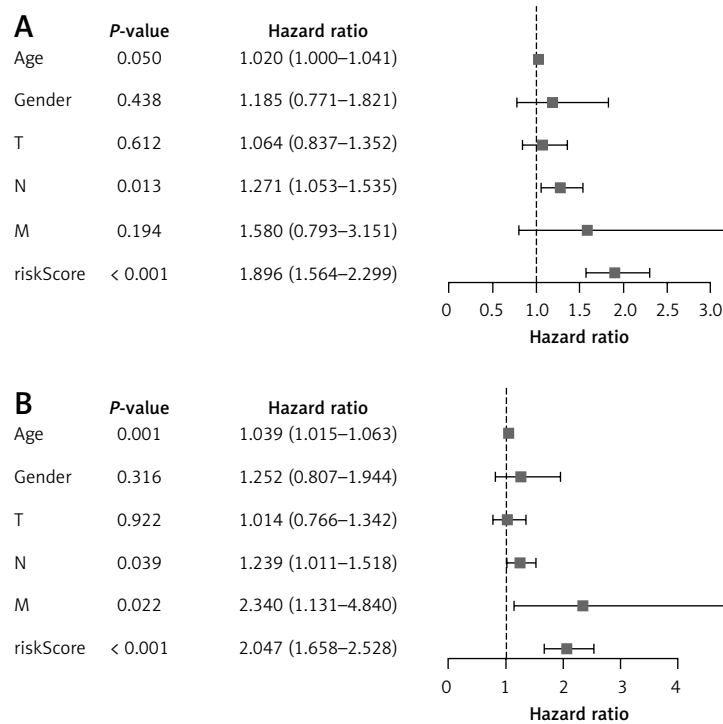 A
P-value Hazard ratio
Age 0.050 1.020 (1.000–1.041)
Gender 0.438 1.185 (0.771–1.821)
T 0.612 1.064 (0.837–1.352)
N 0.013 1.271 (1.053–1.535)
M 0.194 1.580 (0.793–3.151)
riskScore < 0.001 1.896 (1.564–2.299)
0 0.5 1.0 1.5 2.0 2.5 3.0
Hazard ratio
B
P-value Hazard ratio
Age 0.001 1.039 (1.015–1.063)
Gender 0.316 1.252 (0.807–1.944)
T 0.922 1.014 (0.766–1.342)
N 0.039 1.239 (1.011–1.518)
M 0.022 2.340 (1.131–4.840)
riskScore < 0.001 2.047 (1.658–2.528)
0 1 2 3 4
Hazard ratio